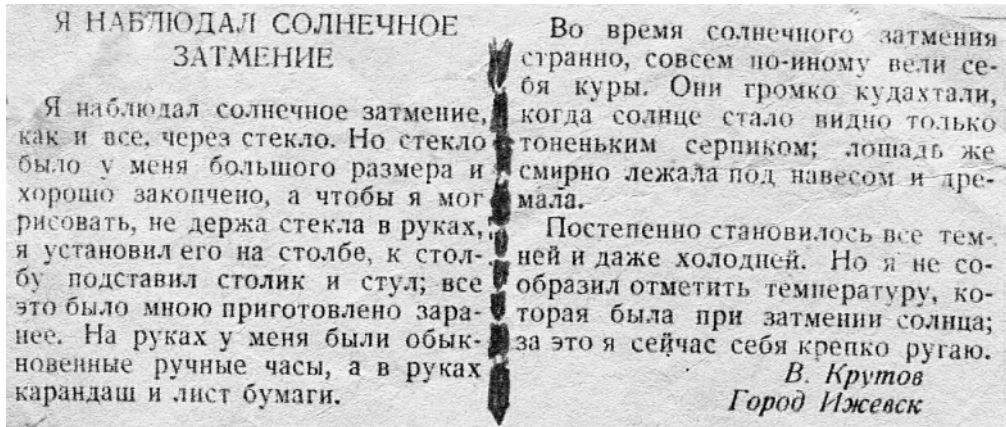 Я НАБЛЮДАЛ СОЛНЕЧНОЕ
ЗАТМЕНИЕ
Я наблюдал солнечное затмение,
как и все, через стекло. Но стекло
было у меня большого размера и
хорошо закопчено, а чтобы я мог
рисовать, не держа стекла в руках,
я установил его на столбе, к стол-
бу подставил столик и стул; все
это было мною приготовлено зара-
нее. На руках у меня были обык-
новенные ручные часы, а в руках
карандаш и лист бумаги.
Во время солнечного затмения
странно, совсем по-иному вели се-
бя куры. Они громко кудахтали,
когда солнце стало видно только
тоненьким серпиком; лошадь же
смирно лежала под навесом и дре-
мала.
Постепенно становилось все тем-
ней и даже холодней. Но я не со-
образил отметить температуру, ко-
торая была при затмении солнца;
за это я сейчас себя крепко ругаю.
В. Крутов
Город Ижевск